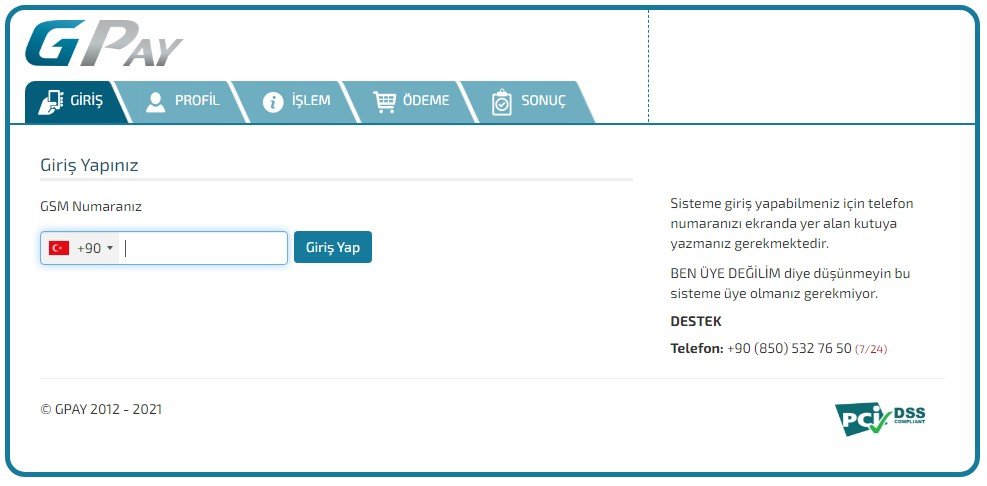 GPAY
GİRİŞ
PROFİL
İŞLEM
ÖDEME
SONUÇ
Giriş Yapınız
GSM Numaranız
+90
Giriş Yap
Sisteme giriş yapabilmeniz için telefon
numaranızı ekranda yer alan kutuya
yazmanız gerekmektedir.
BEN ÜYE DEĞİLİM diye düşünmeyin bu
sisteme üye olmanız gerekmiyor.
DESTEK
Telefon: +90 (850) 532 76 50 (7/24)
© GPAY 2012 - 2021
PCI DSS
COMPLIANT